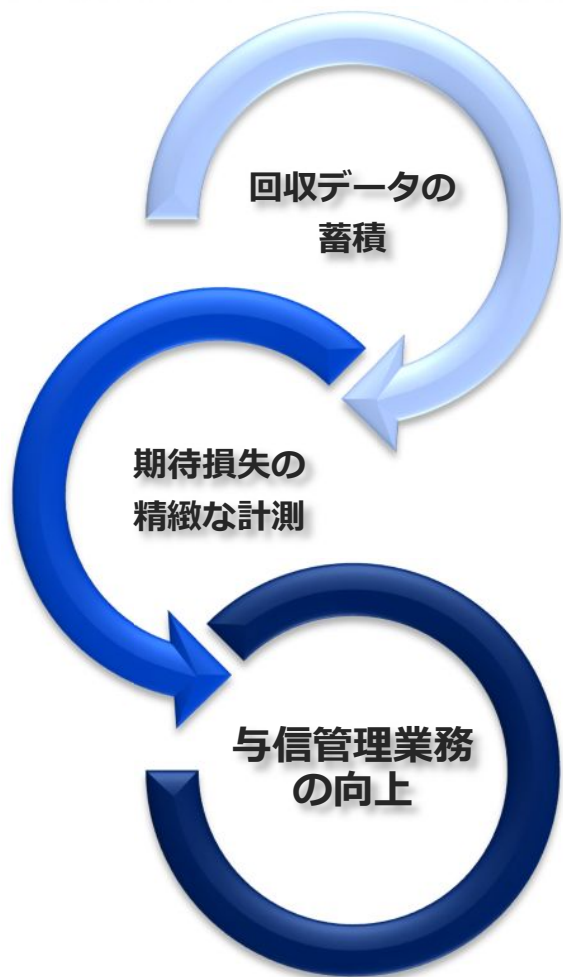 回収データの
蓄積
期待損失の
精緻な計測
与信管理業務
の向上